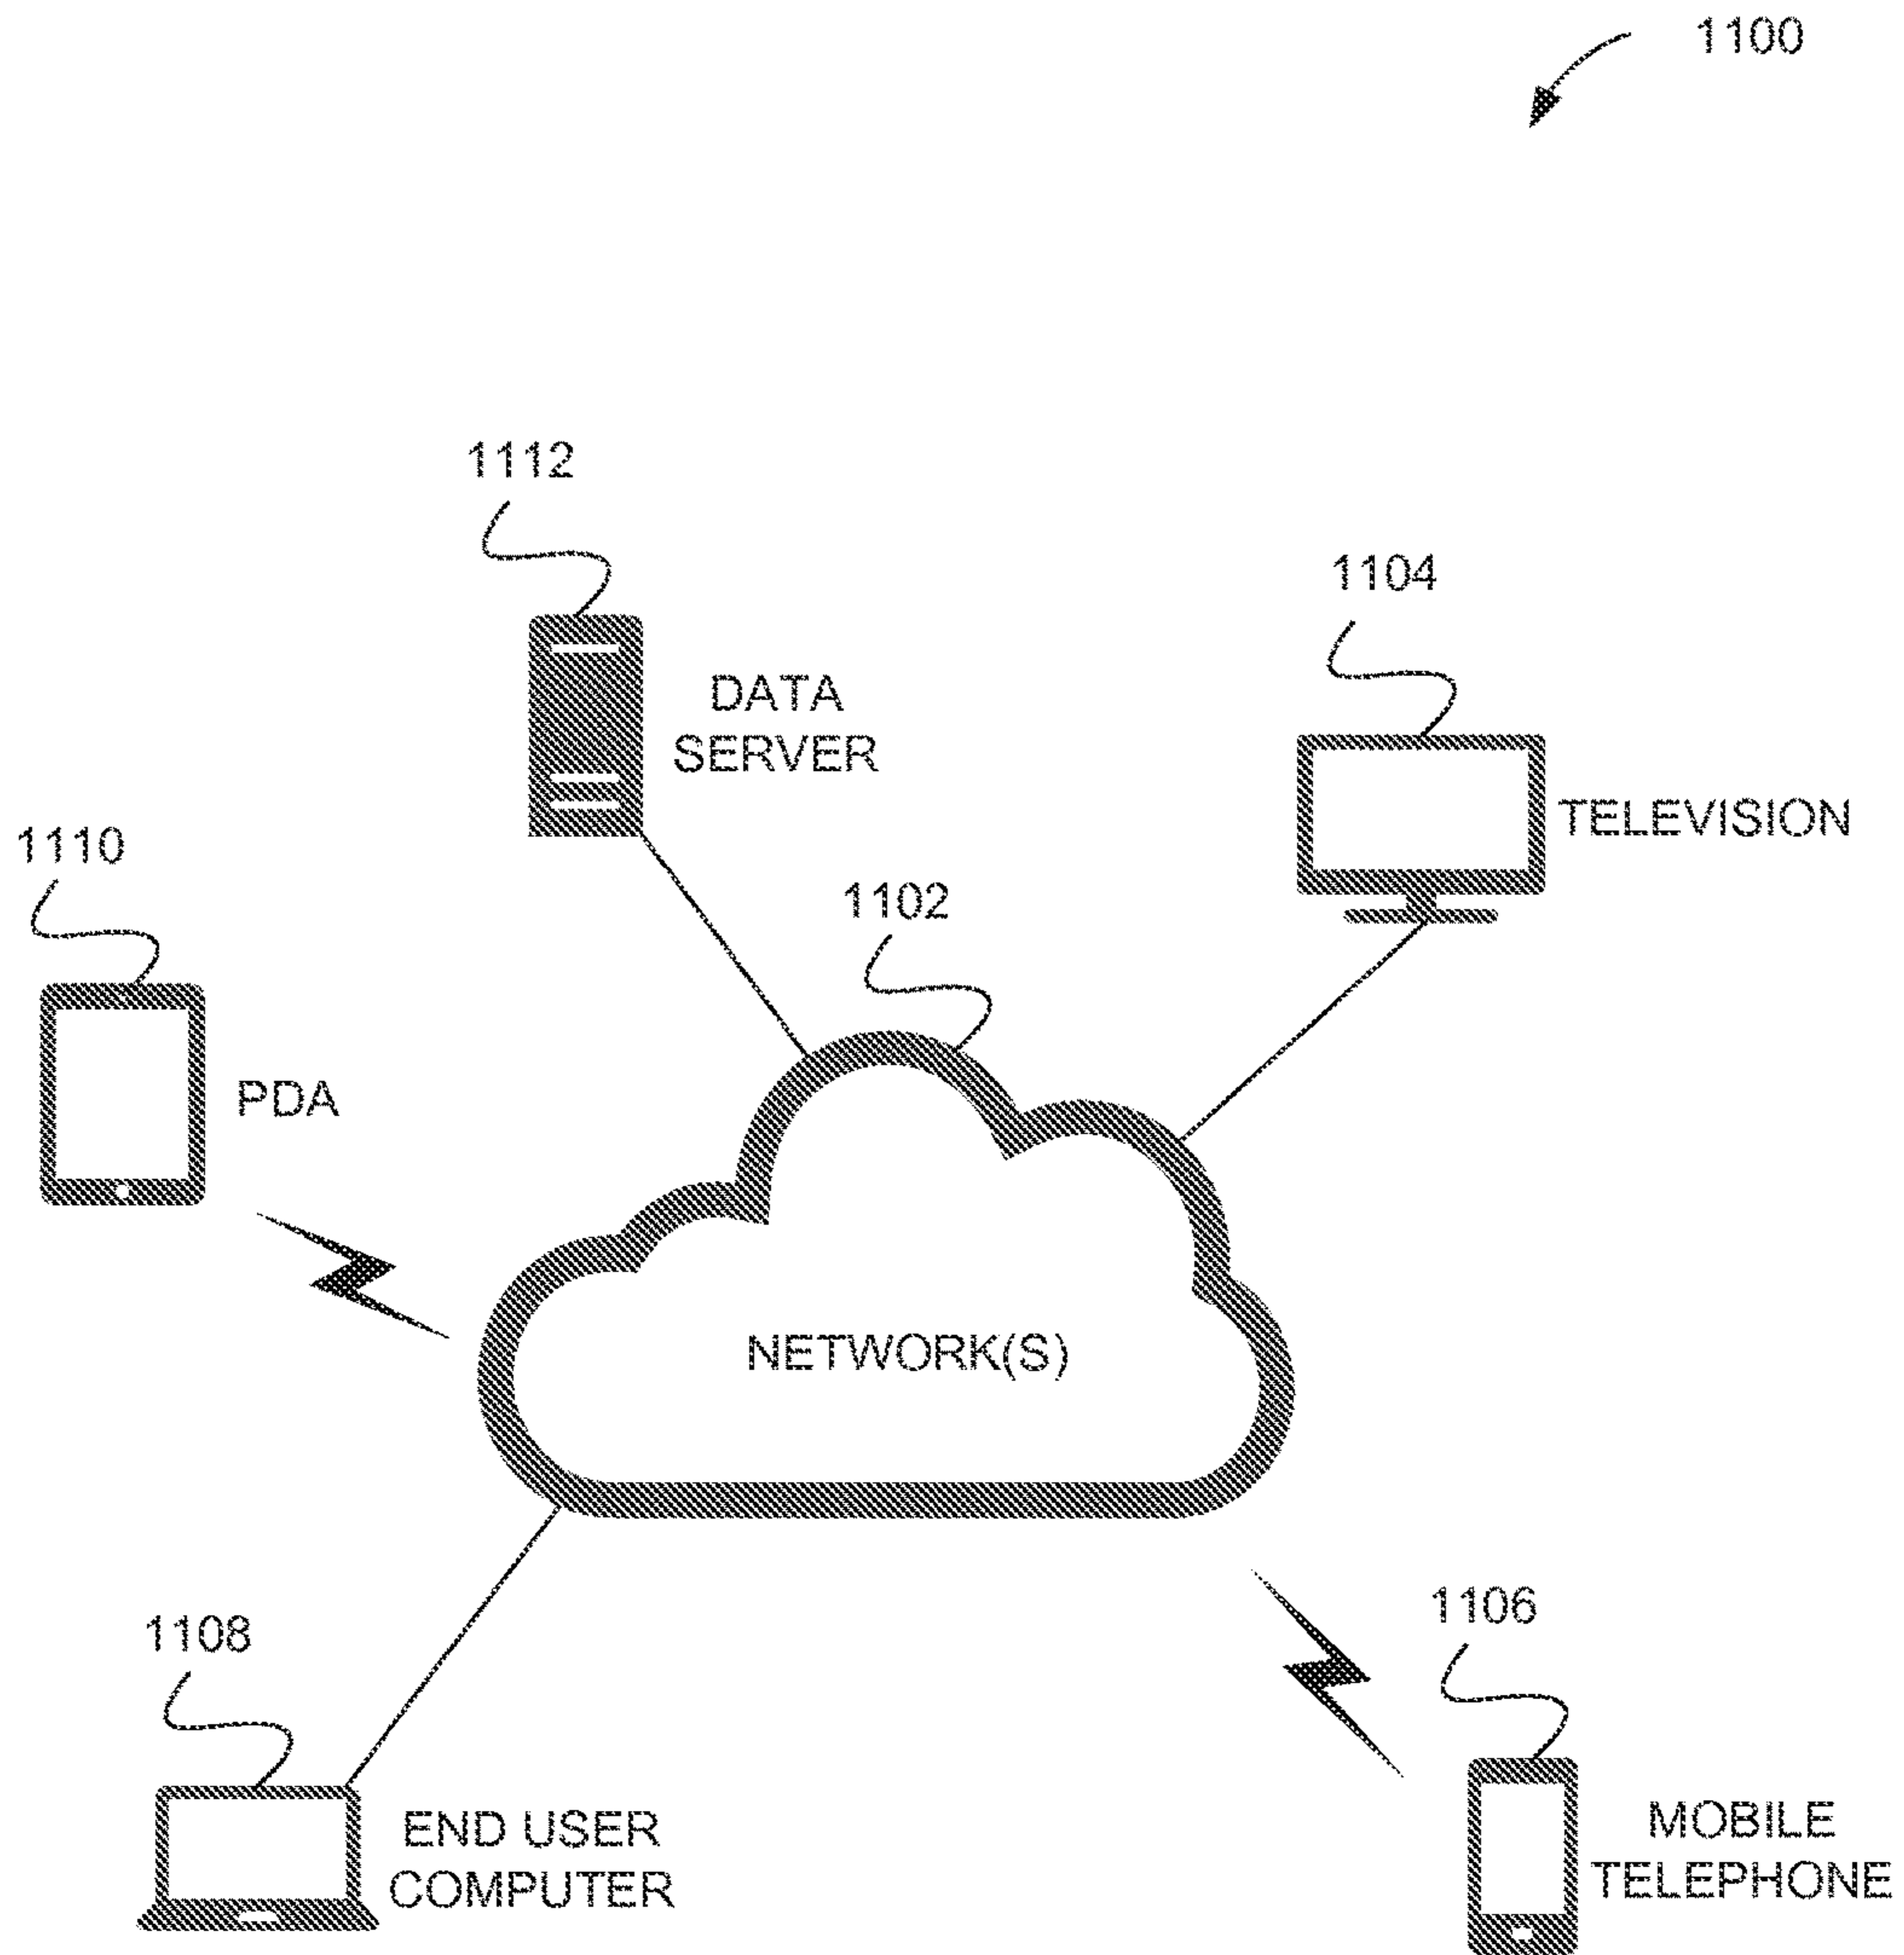 1100
1112
1104
DATA
SERVER
TELEVISION
1110
1102
PDA
NETWORK(S)
1108
1106
END USER
COMPUTER
MOBILE
TELEPHONE